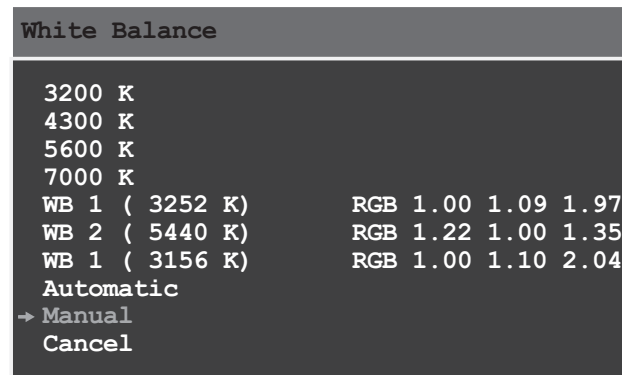 White Balance
3200 K
4300 K
5600 K
7000 K
WB 1 ( 3252 K) RGB 1.00 1.09 1.97
WB 2 ( 5440 K) RGB 1.22 1.00 1.35
WB 1 ( 3156 K) RGB 1.00 1.10 2.04
Automatic
→ Manual
Cancel